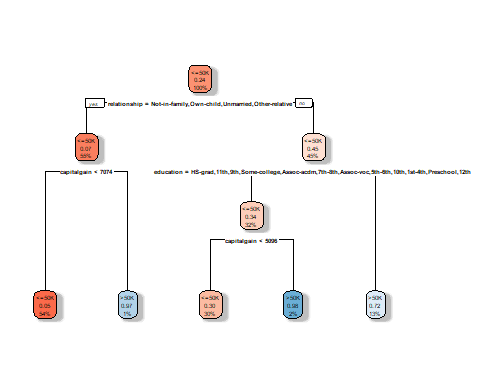 <=50K
0.24
100%
yes relationship = Not-in-family,Own-child,Unmarried,Other-relative no
<=50K
0.07
55%
<=50K
0.45
45%
capitalgain < 7074
education = HS-grad,11th,9th,Some-college,Assoc-acdm,7th-8th,Assoc-voc,5th-6th,10th,1st-4th,Preschool,12th
<=50K
0.34
32%
capitalgain < 5096
<=50K
0.05
54%
>50K
0.97
1%
<=50K
0.30
30%
>50K
0.98
2%
>50K
0.72
13%